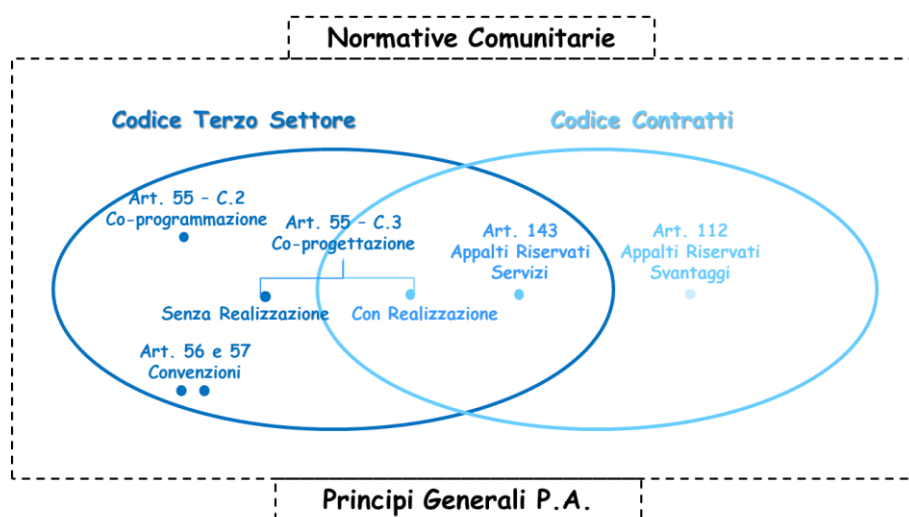 Normative Comunitarie
Codice Terzo Settore
Codice Contratti
Art. 55 - C.2
Co-programmazione
Art. 55 - C.3
Co-progettazione
Art. 143
Appalti Riservati
Servizi
Art. 112
Appalti Riservati
Svantaggi
Senza Realizzazione
Con Realizzazione
Art. 56 e 57
Convenzioni
Principi Generali P.A.